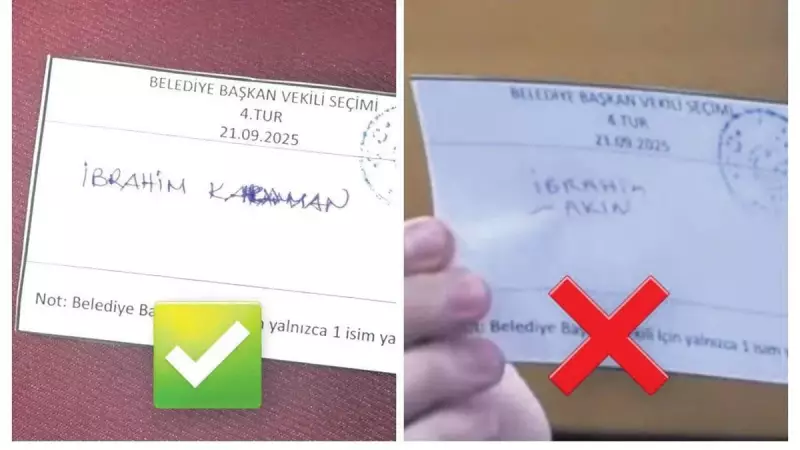 BELEDİYE BAŞKAN VEKİLİ SEÇİMİ
4.TUR
21.09.2025
İBRAHİM KARAMAN
Not: Belediye Ba için yalnızca 1 isim ya
BELEDİYE BAŞKAN VEKİLİ SEÇİMİ
4.TUR
21.09.2025
İBRAHİM
AKIN
Belediye Baş Vekili için yalnızca 1 isim